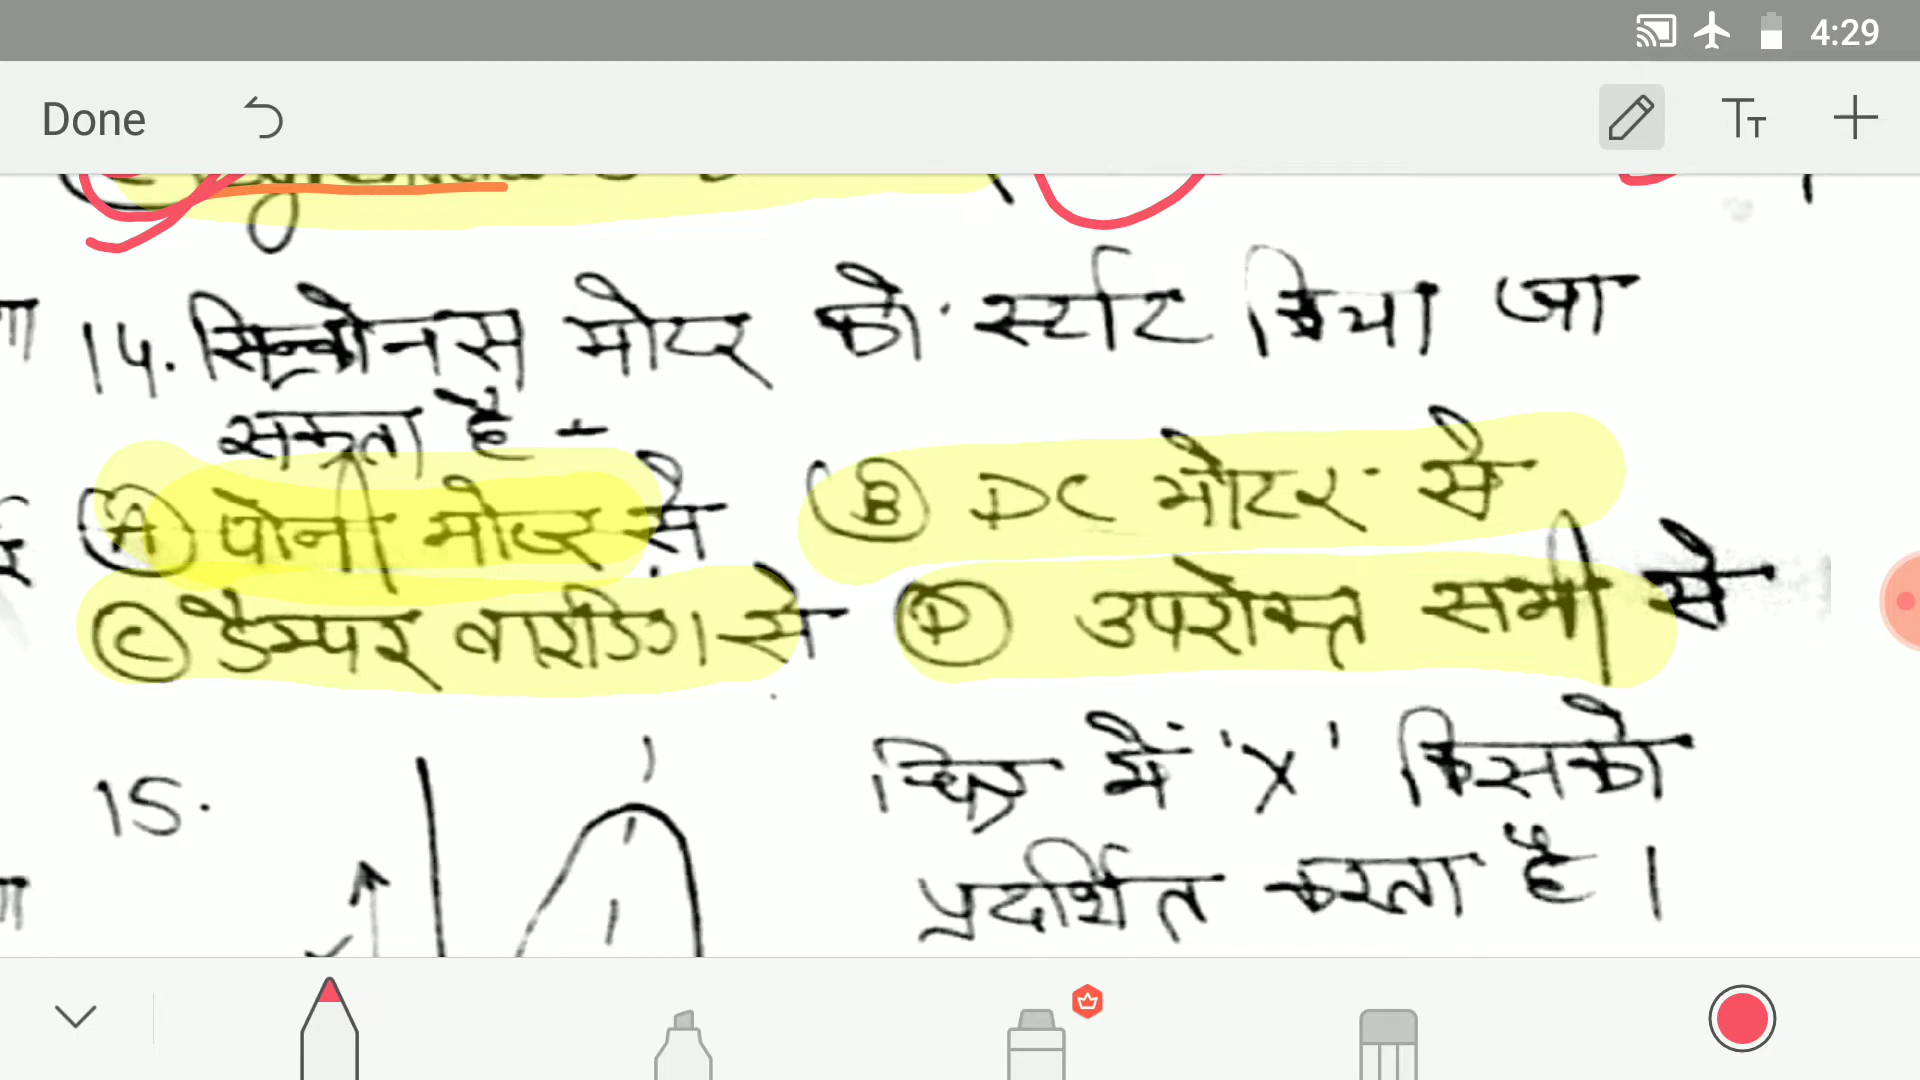 4:29
Done
14. सिन्क्रोनस मोटर को स्टार्ट किया जा
सकता है -
(A) पोनी मोटर से (B) DC मोटर से
(C) डैम्पर वाइंडिंग से (D) उपरोक्त सभी से
15. चित्र में 'X' किसको
प्रदर्शित करता है ।